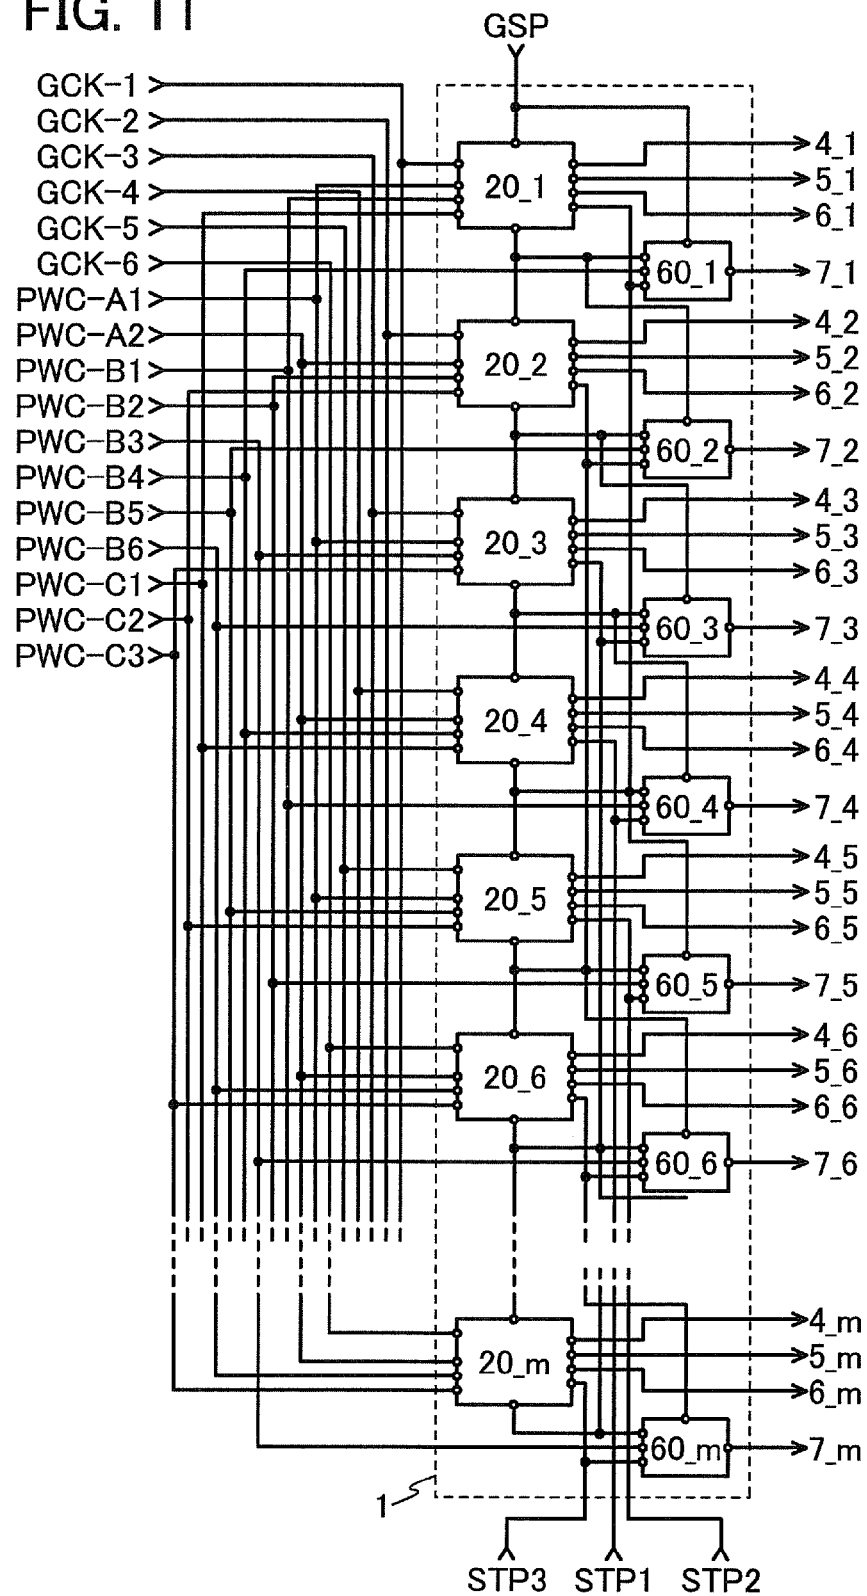 FIG. 11
GSP
GCK-1
GCK-2
GCK-3
GCK-4
GCK-5
GCK-6
PWC-A1
PWC-A2
PWC-B1
PWC-B2
PWC-B3
PWC-B4
PWC-B5
PWC-B6
PWC-C1
PWC-C2
PWC-C3
20_1
4_1
5_1
6_1
60_1
7_1
20_2
4_2
5_2
6_2
60_2
7_2
20_3
4_3
5_3
6_3
60_3
7_3
20_4
4_4
5_4
6_4
60_4
7_4
20_5
4_5
5_5
6_5
60_5
7_5
20_6
4_6
5_6
6_6
60_6
7_6
20_m
4_m
5_m
6_m
60_m
7_m
1
STP3
STP1
STP2